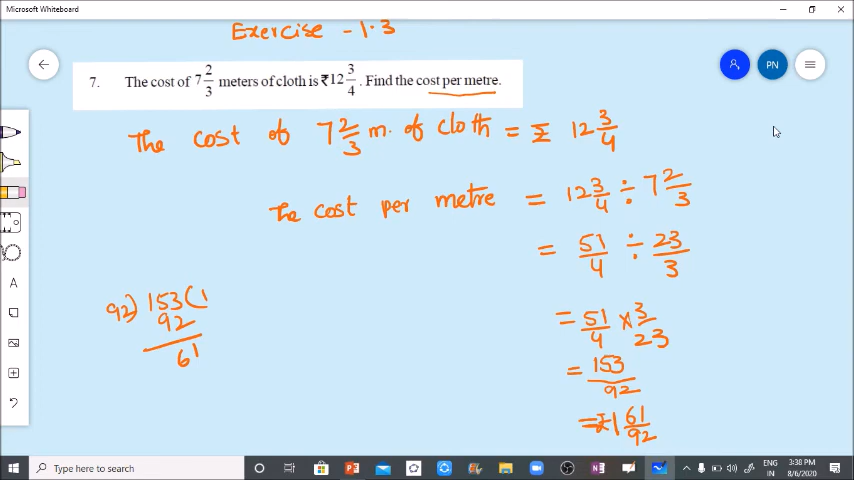 Microsoft Whiteboard
Exercise - 1.3
PN
7. The cost of 7 2/3 meters of cloth is ₹12 3/4. Find the cost per metre.
The cost of 7 2/3 m. of cloth = ₹ 12 3/4
The cost per metre = 12 3/4 ÷ 7 2/3
= 51/4 ÷ 23/3
92) 153 (1
92
61
= 51/4 × 3/23
= 153/92
= ₹1 61/92
Type here to search
ENG
IN
3:38 PM
8/6/2020